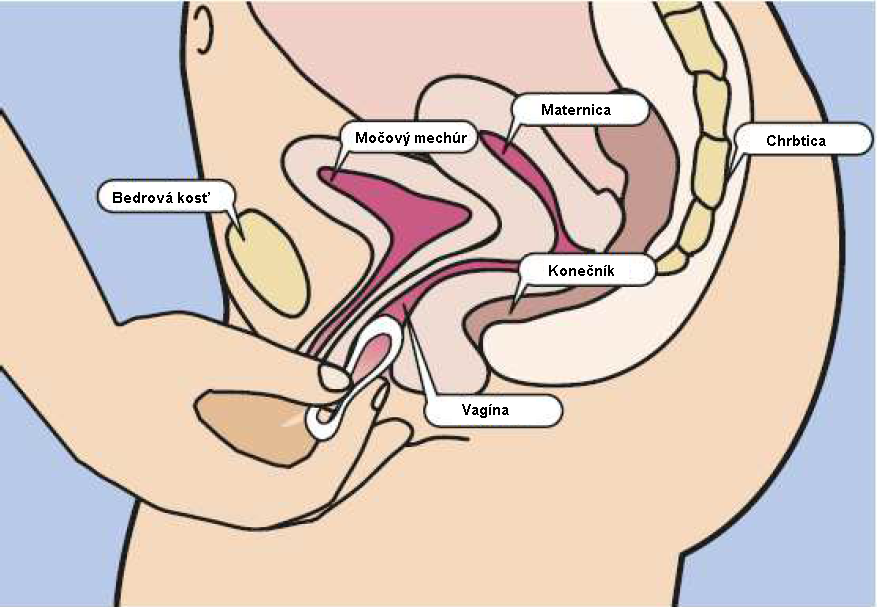 Maternica
Močový mechúr
Chrbtica
Bedrová kosť
Konečník
Vagína